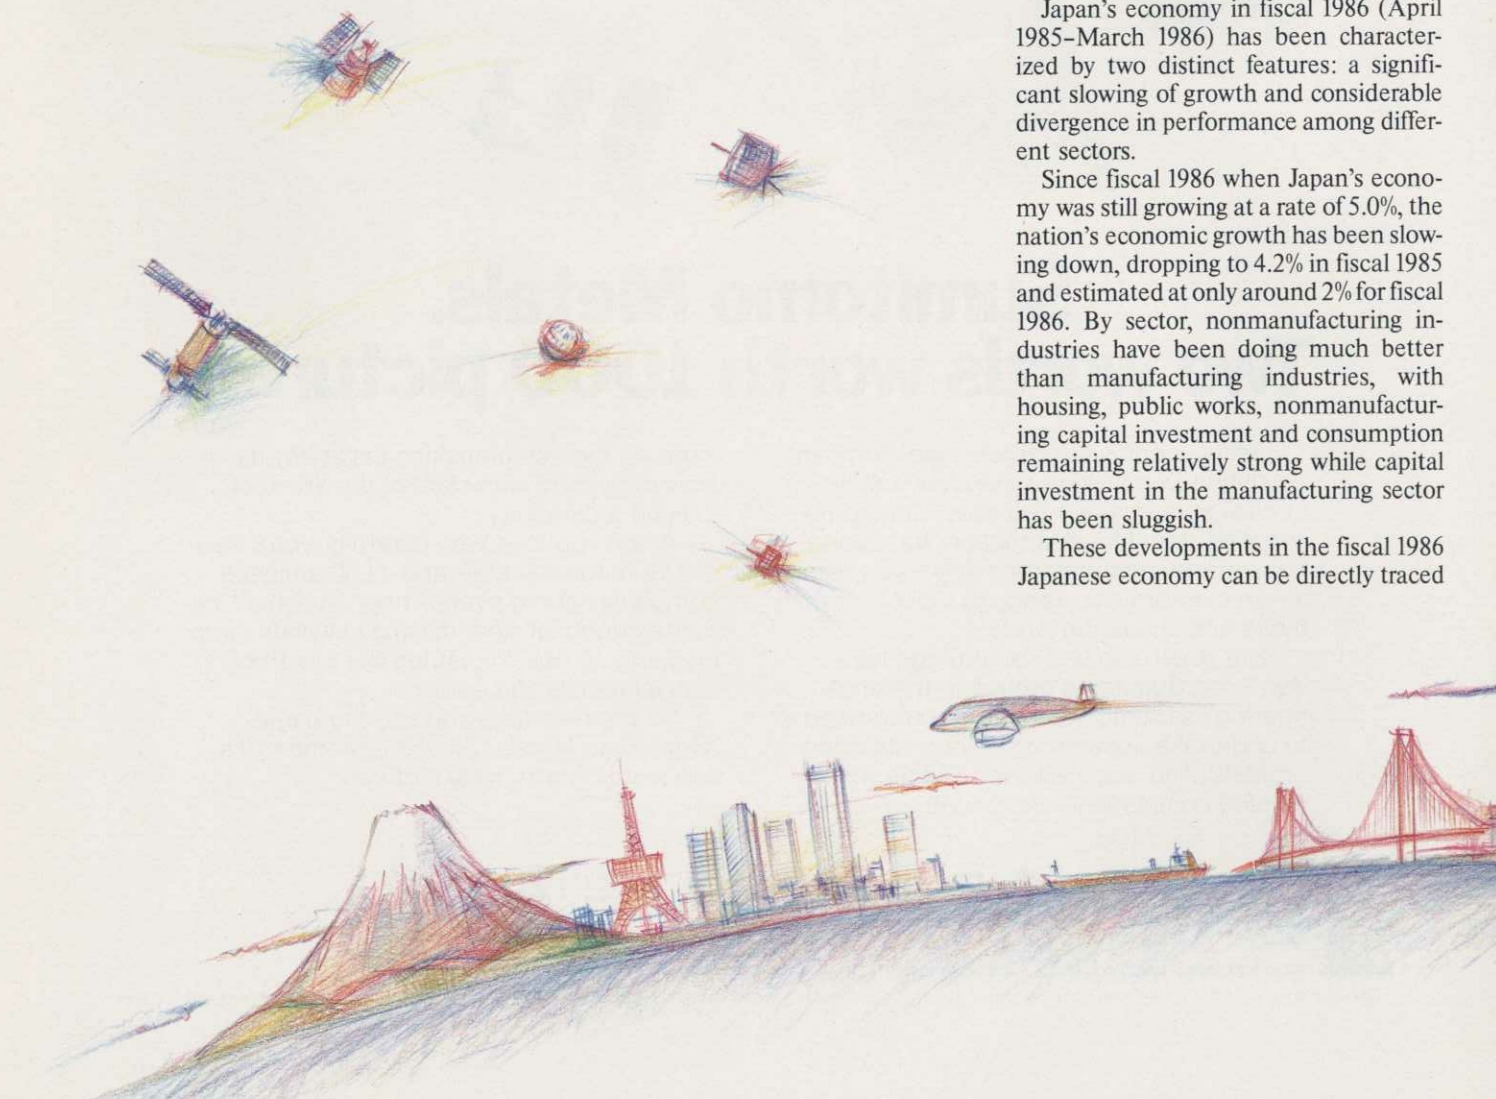 Japan's economy in fiscal 1986 (April
1985–March 1986) has been character-
ized by two distinct features: a signifi-
cant slowing of growth and considerable
divergence in performance among differ-
ent sectors.
Since fiscal 1986 when Japan's econo-
my was still growing at a rate of 5.0%, the
nation's economic growth has been slow-
ing down, dropping to 4.2% in fiscal 1985
and estimated at only around 2% for fiscal
1986. By sector, nonmanufacturing in-
dustries have been doing much better
than manufacturing industries, with
housing, public works, nonmanufactur-
ing capital investment and consumption
remaining relatively strong while capital
investment in the manufacturing sector
has been sluggish.
These developments in the fiscal 1986
Japanese economy can be directly traced